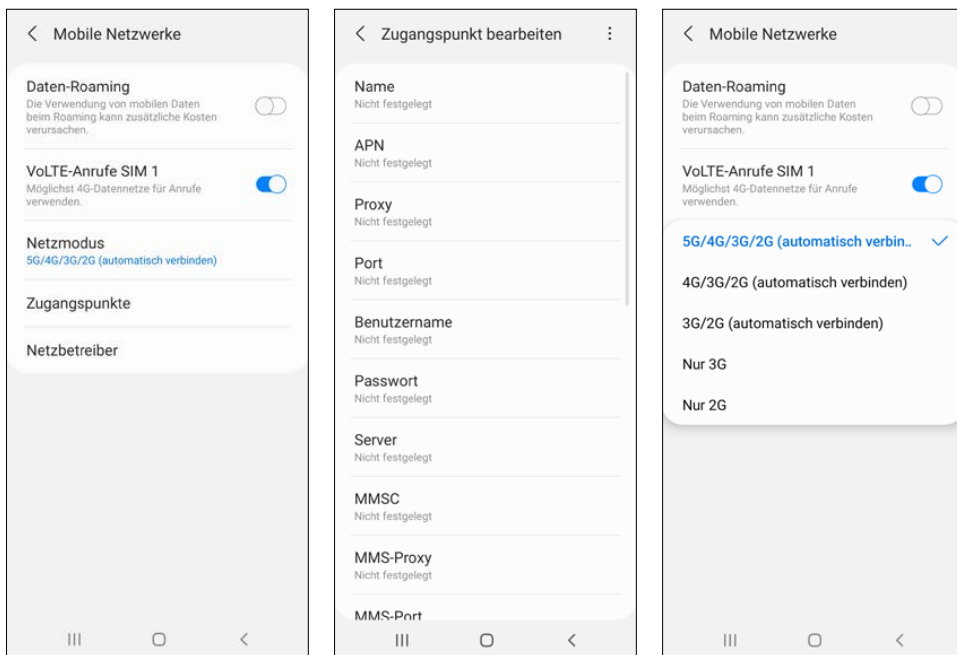 Mobile Netzwerke
Daten-Roaming
Die Verwendung von mobilen Daten
beim Roaming kann zusätzliche Kosten
verursachen.
VoLTE-Anrufe SIM 1
Möglichst 4G-Datennetze für Anrufe
verwenden.
Netzmodus
5G/4G/3G/2G (automatisch verbinden)
Zugangspunkte
Netzbetreiber
Zugangspunkt bearbeiten
Name
Nicht festgelegt
APN
Nicht festgelegt
Proxy
Nicht festgelegt
Port
Nicht festgelegt
Benutzername
Nicht festgelegt
Passwort
Nicht festgelegt
Server
Nicht festgelegt
MMSC
Nicht festgelegt
MMS-Proxy
Nicht festgelegt
MMS-Port
Mobile Netzwerke
Daten-Roaming
Die Verwendung von mobilen Daten
beim Roaming kann zusätzliche Kosten
verursachen.
VoLTE-Anrufe SIM 1
Möglichst 4G-Datennetze für Anrufe
verwenden.
5G/4G/3G/2G (automatisch verbin..
4G/3G/2G (automatisch verbinden)
3G/2G (automatisch verbinden)
Nur 3G
Nur 2G